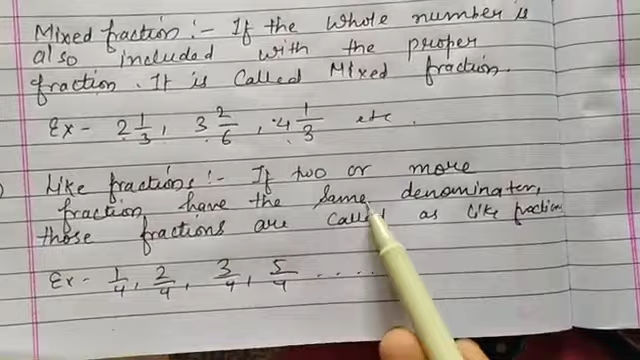 Mixed fraction :- If the whole number is
also included with the proper
fraction. It is called Mixed fraction.
Ex- 2 1/3, 3 2/6, 4 1/3 etc.
Like fractions :- If two or more
fraction have the same denominater,
those fractions are called as like fraction
Ex- 1/4, 2/4, 3/4, 5/4 .....